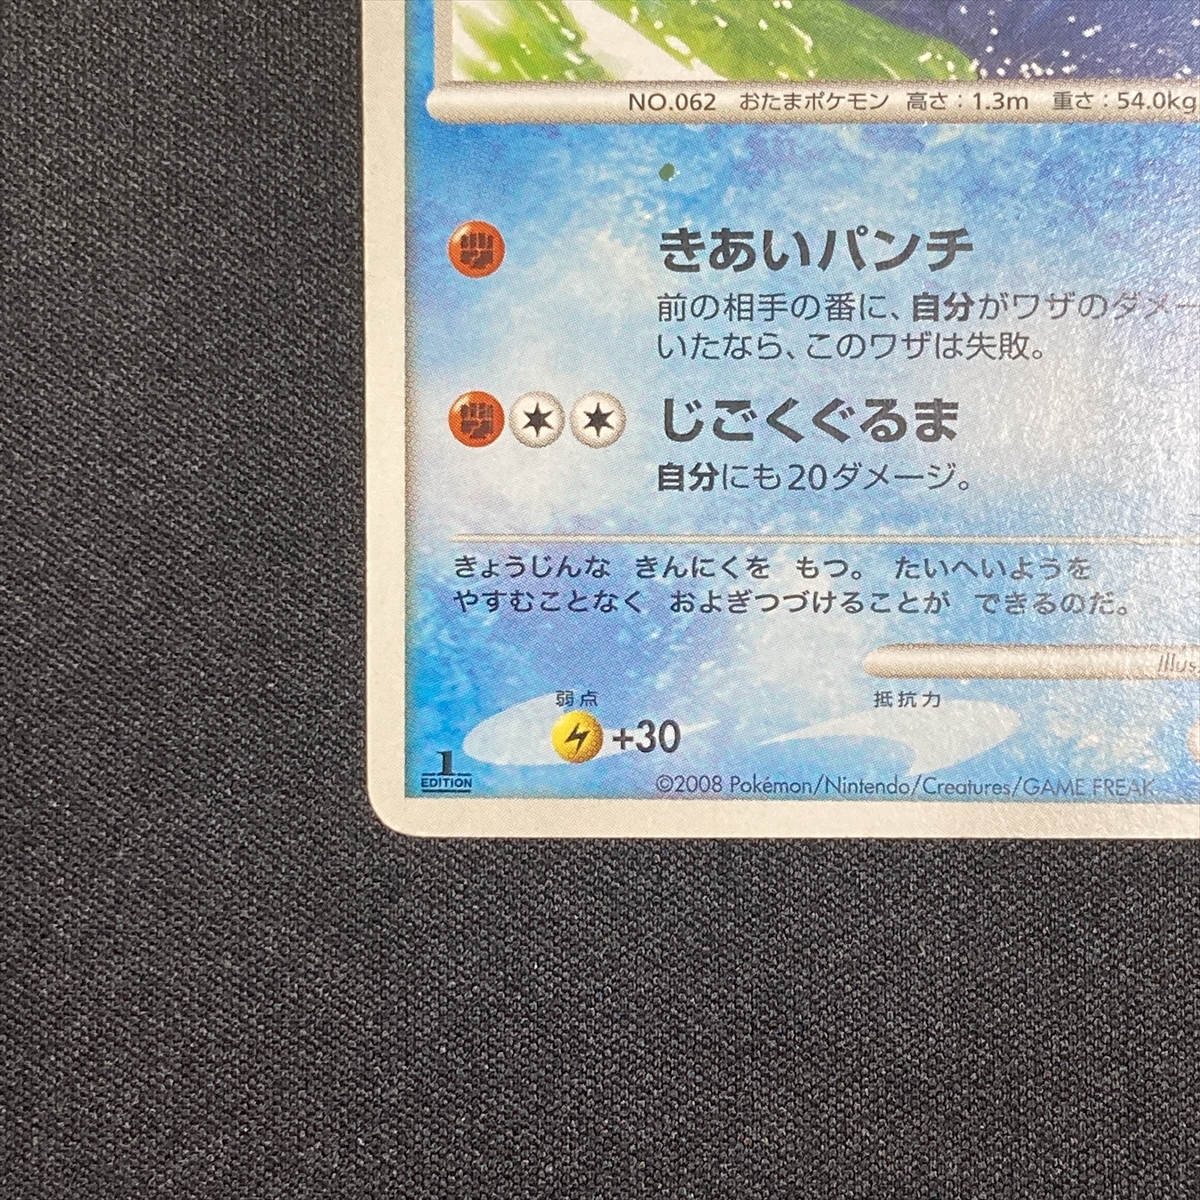 NO.062 おたまポケモン 高さ：1.3m 重さ：54.0kg
きあいパンチ
前の相手の番に、自分がワザのダメー
いたなら、このワザは失敗。
じごくぐるま
自分にも20ダメージ。
きょうじんな きんにくを もつ。 たいへいようを
やすむことなく およぎつづけることが できるのだ。
Illus.
弱点
抵抗力
+30
1
EDITION
©2008 Pokémon/Nintendo/Creatures/GAME FREAK.